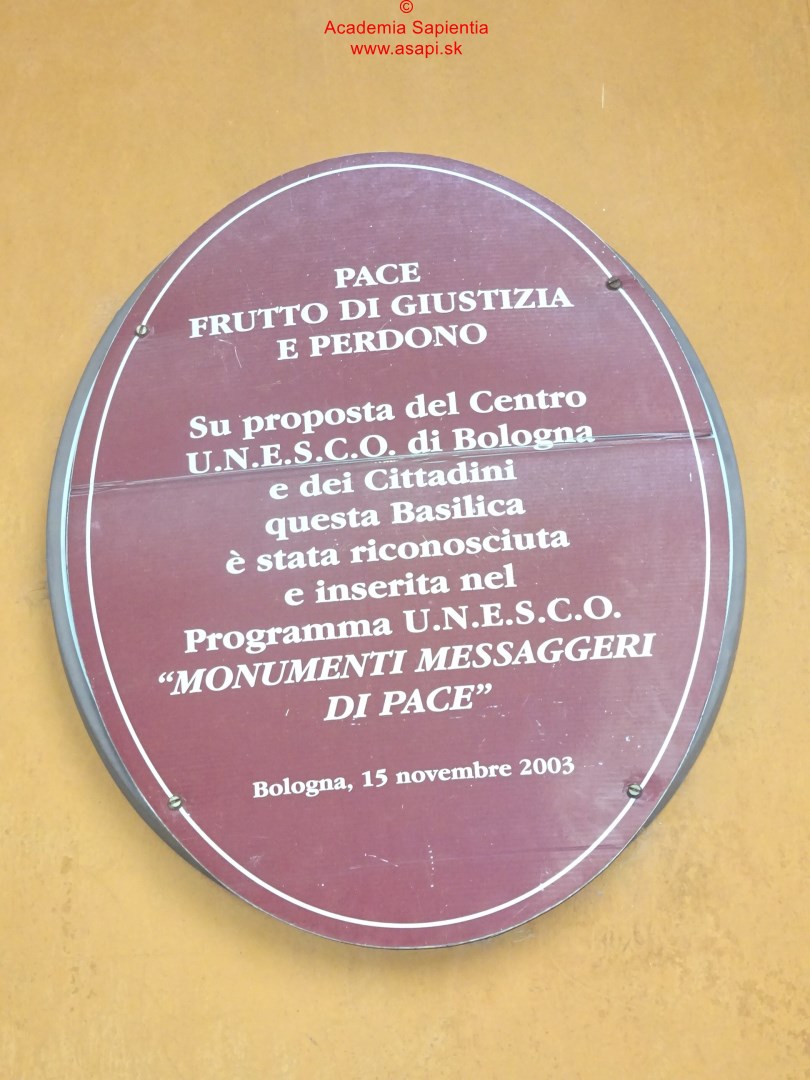 ©
Academia Sapientia
www.asapi.sk
PACE
FRUTTO DI GIUSTIZIA
E PERDONO
Su proposta del Centro
U.N.E.S.C.O. di Bologna
e dei Cittadini
questa Basilica
è stata riconosciuta
e inserita nel
Programma U.N.E.S.C.O.
“MONUMENTI MESSAGGERI
DI PACE”
Bologna, 15 novembre 2003